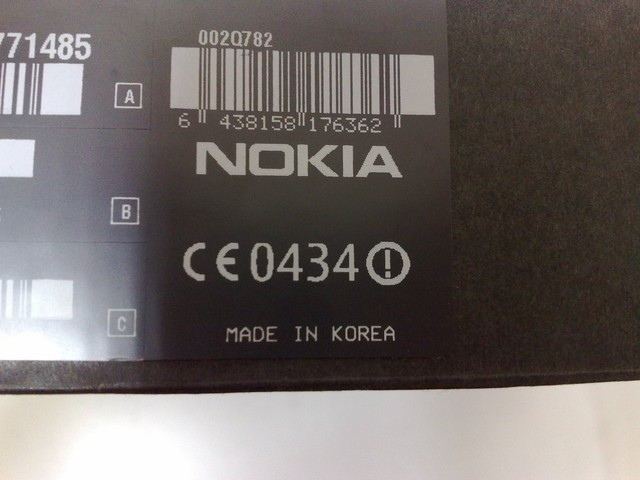 771485
A
B
C
002Q782
6 438158 176362
NOKIA
CE0434
MADE IN KOREA